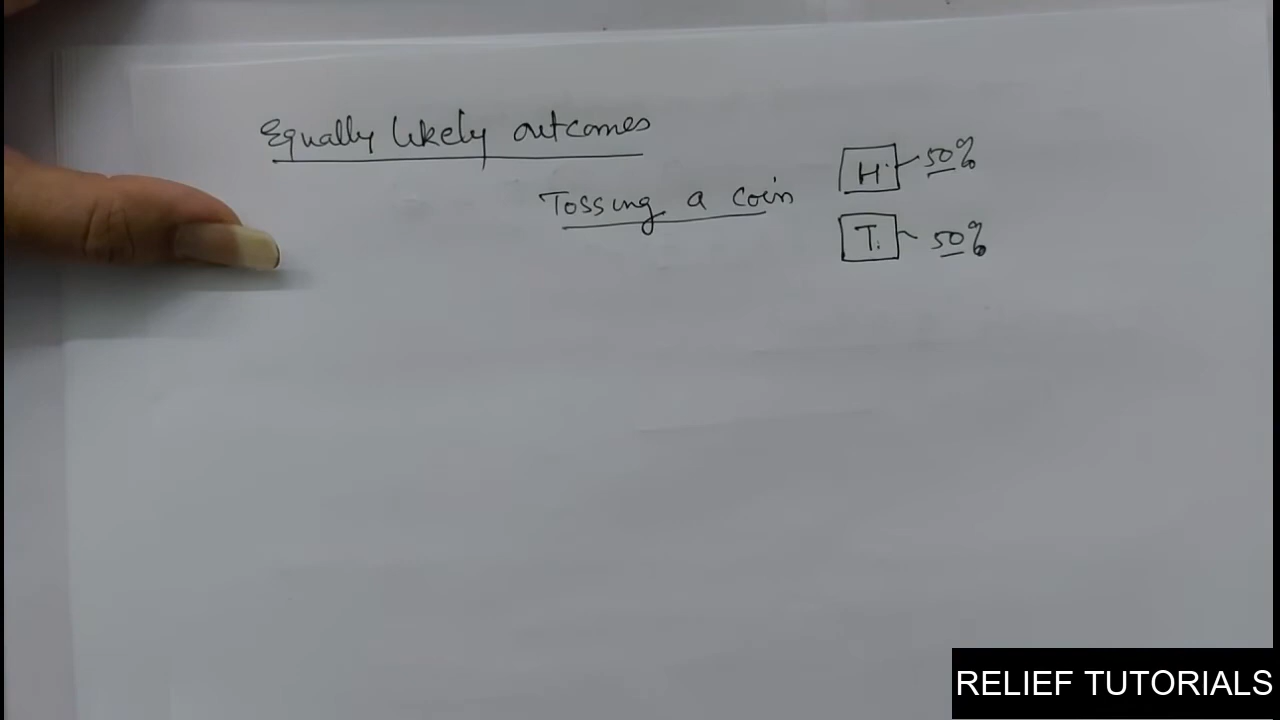 Equally likely outcomes
Tossing a coin
H 50%
T 50%
RELIEF TUTORIALS